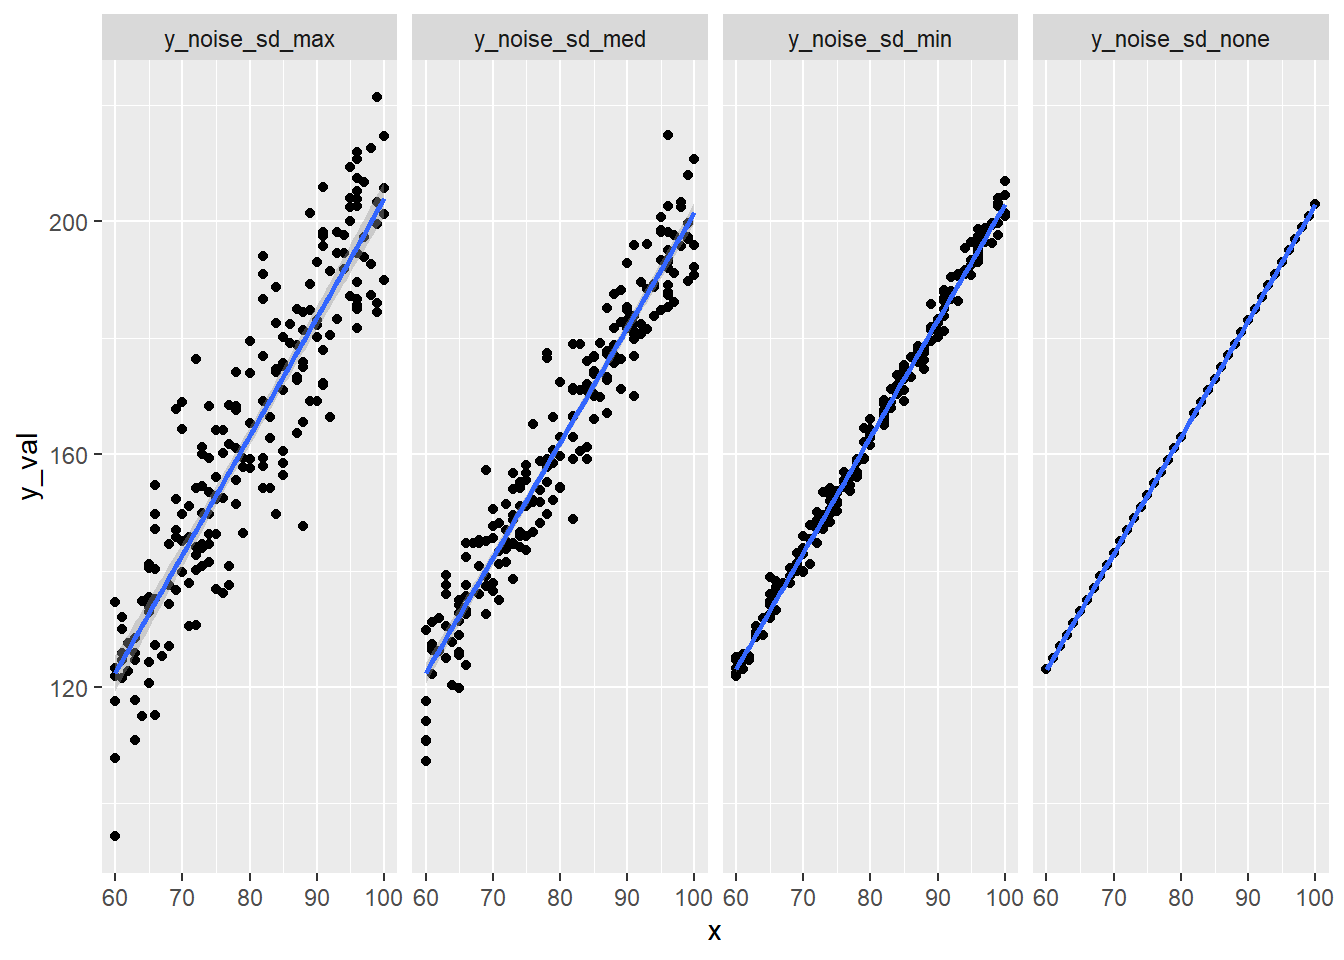 y_noise_sd_max y_noise_sd_med y_noise_sd_min y_noise_sd_none
200
160
120
y_val
60 70 80 90 100 60 70 80 90 100 60 70 80 90 100 60 70 80 90 100
x